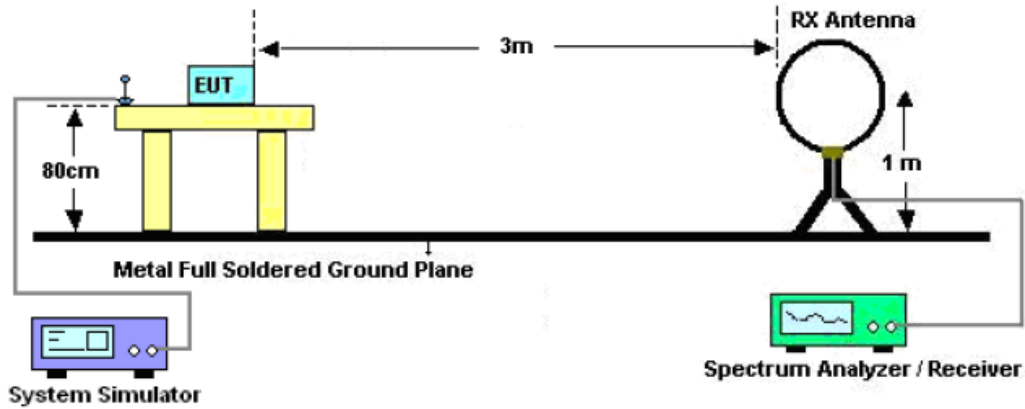 RX Antenna
3m
EUT
80cm
1 m
Metal Full Soldered Ground Plane
System Simulator
Spectrum Analyzer / Receiver